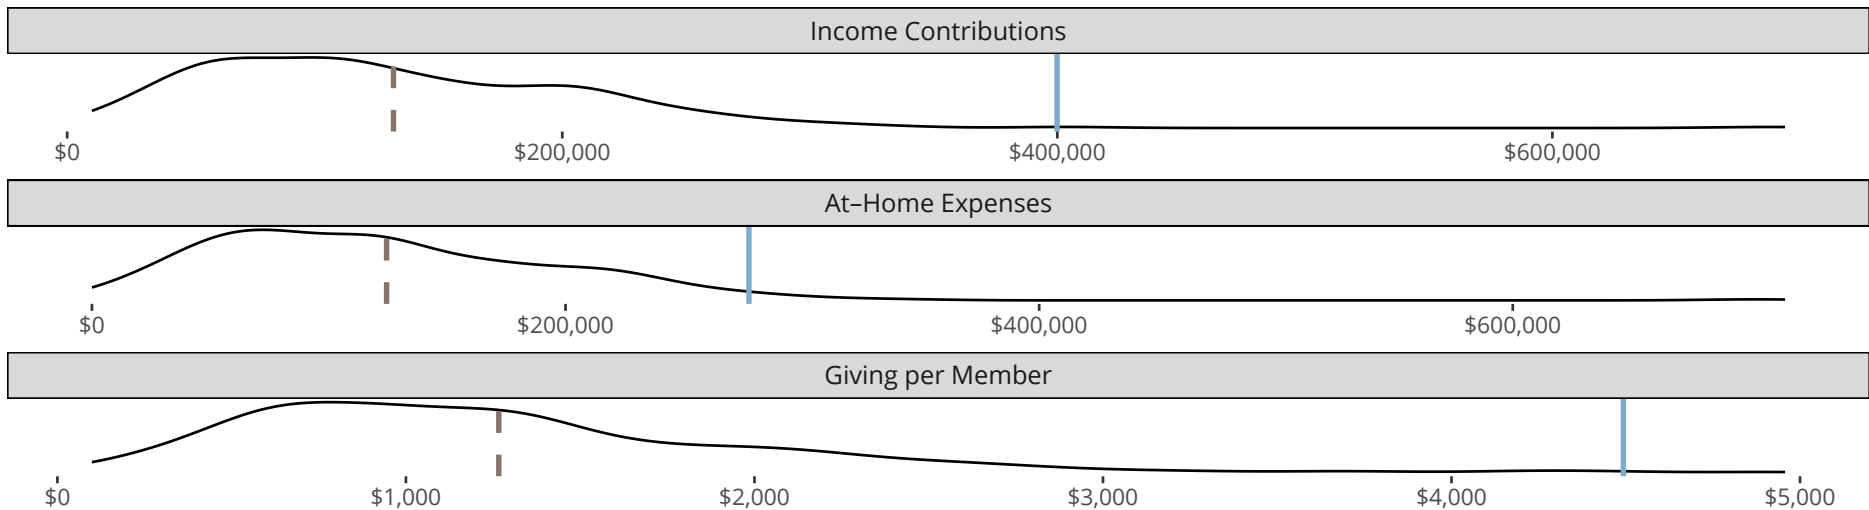 Income Contributions
$0 $200,000 $400,000 $600,000
At–Home Expenses
$0 $200,000 $400,000 $600,000
Giving per Member
$0 $1,000 $2,000 $3,000 $4,000 $5,000